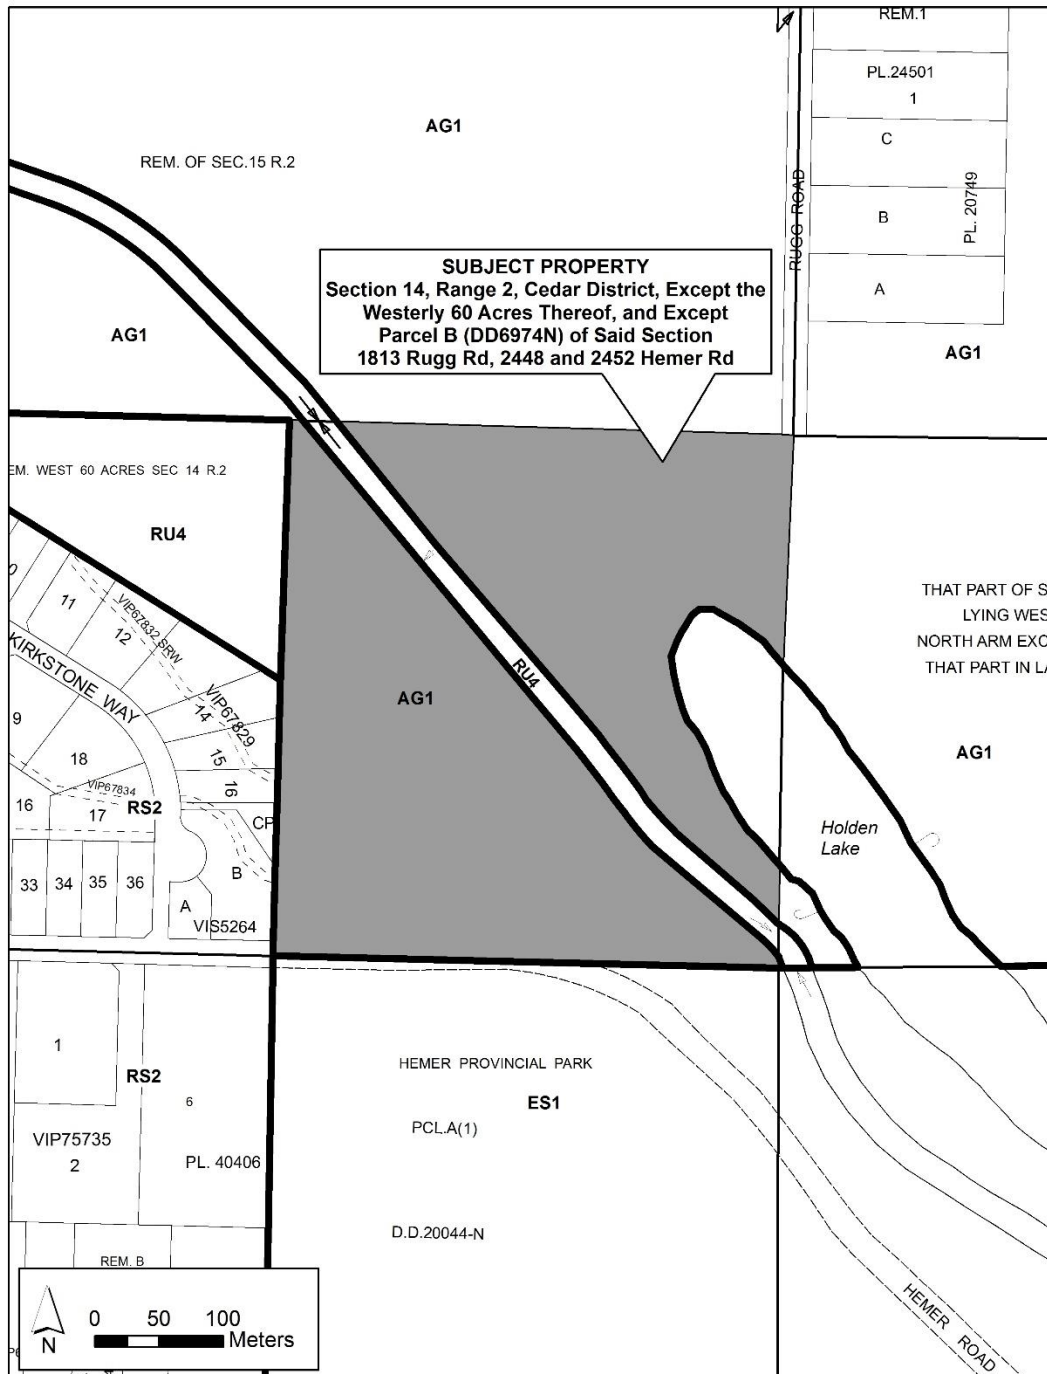 REM.1
PL.24501
1
AG1
C
REM. OF SEC.15 R.2
RUGG ROAD
B
PL. 20749
A
SUBJECT PROPERTY
Section 14, Range 2, Cedar District, Except the
Westerly 60 Acres Thereof, and Except
Parcel B (DD6974N) of Said Section
1813 Rugg Rd, 2448 and 2452 Hemer Rd
AG1
AG1
EM. WEST 60 ACRES SEC 14 R.2
RU4
THAT PART OF S
LYING WES
NORTH ARM EXC
THAT PART IN LA
0
11
12
VIP67832 SRW
KIRKSTONE WAY
RU4
AG1
14
VIP67829
9
15
AG1
18
16
VIP67834
16
17
RS2
CP
Holden
Lake
33
34
35
36
B
A
VIS5264
1
HEMER PROVINCIAL PARK
RS2
6
ES1
PCL.A(1)
VIP75735
2
PL. 40406
D.D.20044-N
REM. B
HEMER ROAD
0 50 100
Meters
N